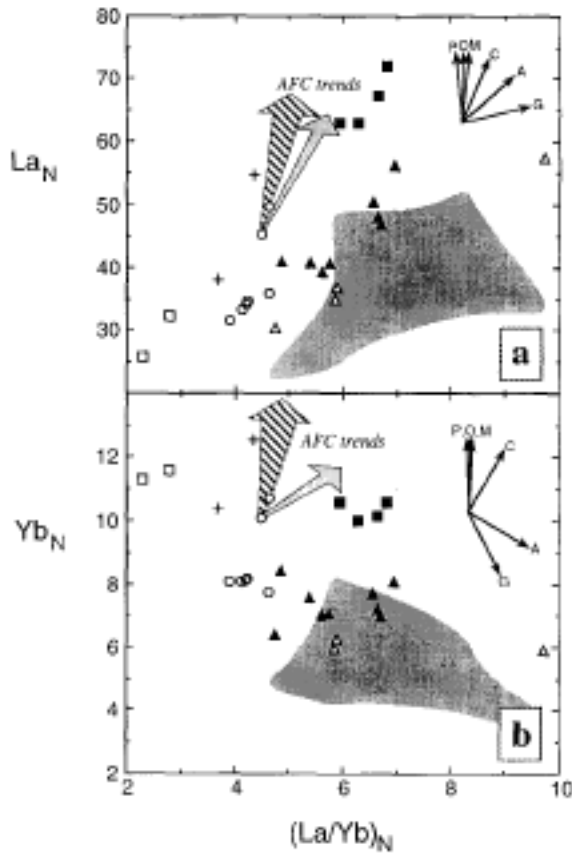 80
70
60
50
40
30
La_N
AFC trends
P O M
C
A
G
a
12
10
8
6
4
2
Yb_N
AFC trends
P,O,M
C
A
G
b
2 4 6 8 10
(La/Yb)_N